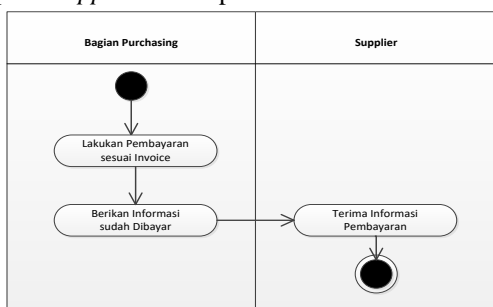 Bagian Purchasing
Supplier
Lakukan Pembayaran
sesuai Invoice
Berikan Informasi
sudah Dibayar
Terima Informasi
Pembayaran